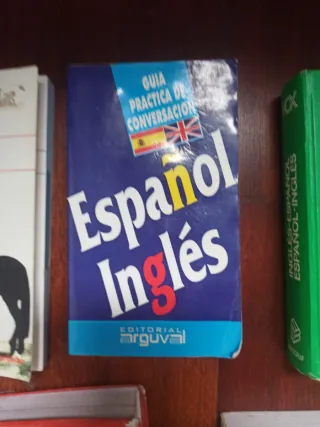 GUIA
PRACTICA DE
CONVERSACION
Español
Inglés
EDITORIAL
arguval
INGLES-ESPAÑOL
ESPAÑOL-INGLES